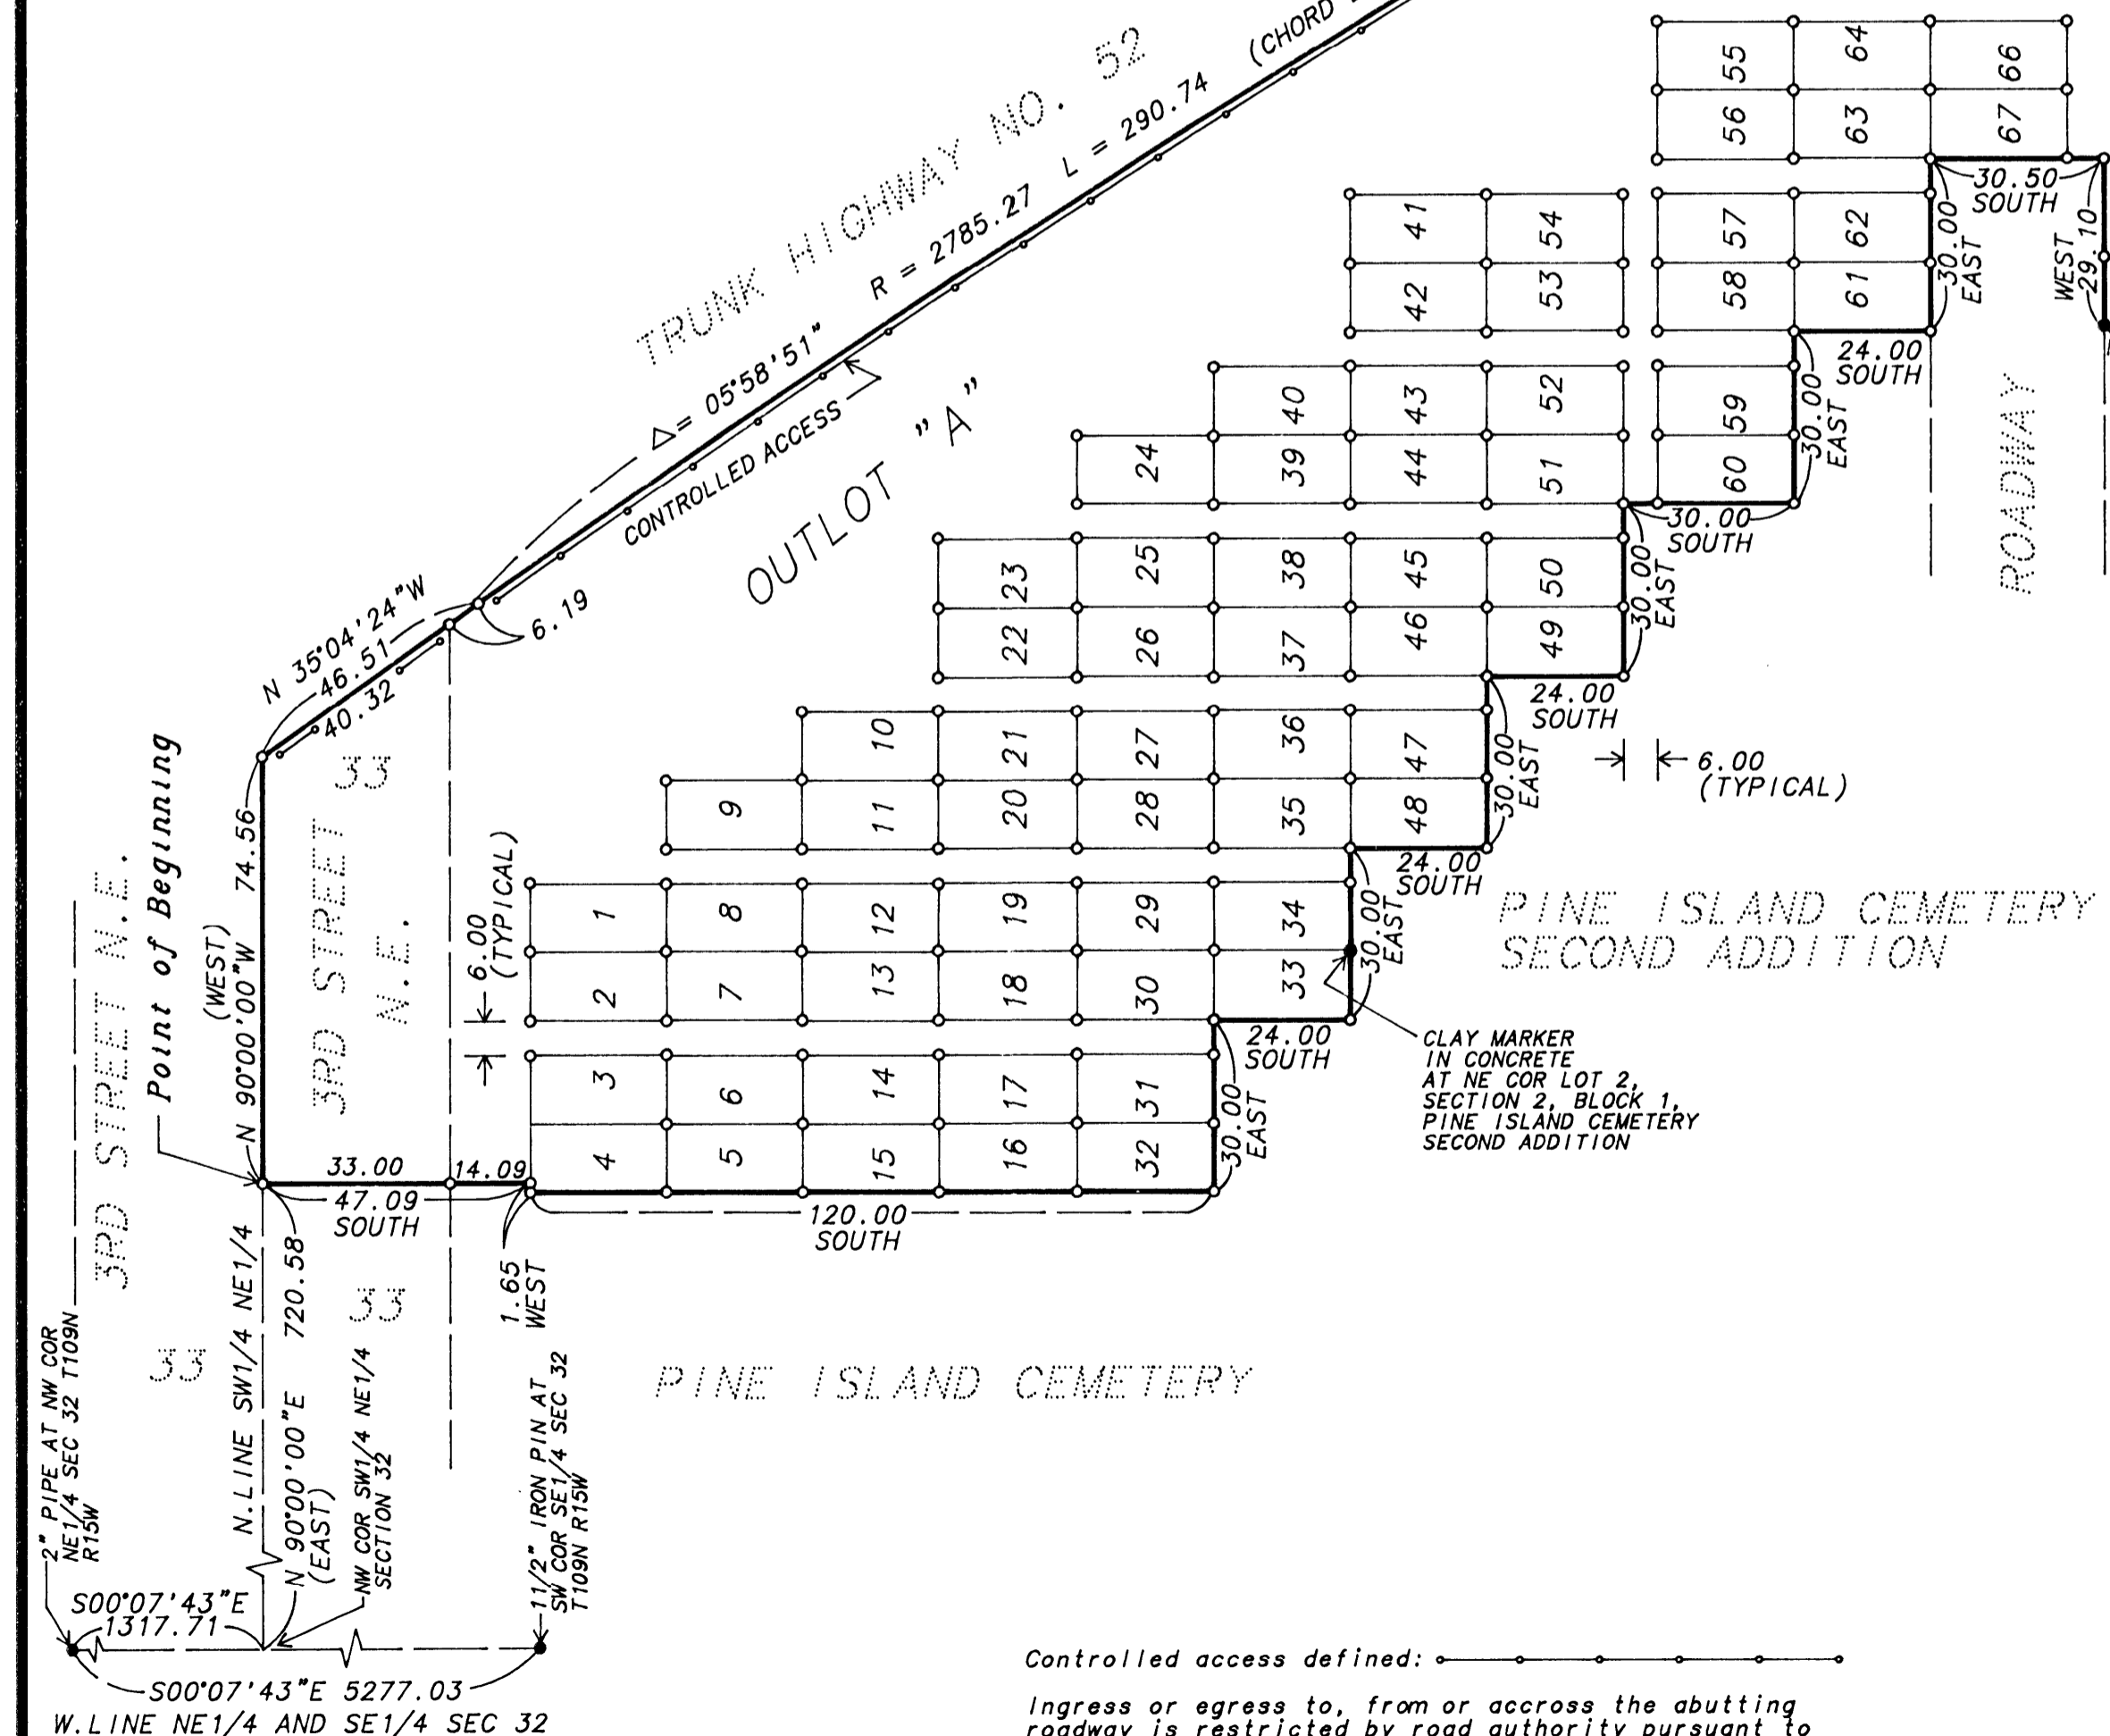 TRUNK HIGHWAY NO. 52
(CHORD
Δ= 05°58'51" R = 2785.27 L = 290.74
CONTROLLED ACCESS
OUTLOT "A"
N 35°04'24"W
46.51
40.32
6.19
33
3RD STREET
N.E.
3RD STREET N.E.
Point of Beginning
(WEST)
N 90°00'00"W 74.56
6.00
(TYPICAL)
55
64
66
56
63
67
41
54
57
62
42
53
58
61
40
43
52
59
24
39
44
51
60
23
25
38
45
50
22
26
37
46
49
10
21
27
36
47
9
11
20
28
35
48
1
8
12
19
29
34
2
7
13
18
30
33
3
6
14
17
31
4
5
15
16
32
30.50
SOUTH
30.00
EAST
WEST
29.10
24.00
SOUTH
30.00
EAST
ROADWAY
30.00
SOUTH
30.00
EAST
24.00
SOUTH
6.00
(TYPICAL)
30.00
EAST
24.00
SOUTH
30.00
EAST
24.00
SOUTH
30.00
EAST
PINE ISLAND CEMETERY
SECOND ADDITION
CLAY MARKER
IN CONCRETE
AT NE COR LOT 2,
SECTION 2, BLOCK 1,
PINE ISLAND CEMETERY
SECOND ADDITION
33.00
14.09
47.09
SOUTH
120.00
SOUTH
1.65
WEST
N.LINE SW1/4 NE1/4
720.58
N 90°00'00"E
(EAST)
33
33
NW COR SW1/4 NE1/4
SECTION 32
2" PIPE AT NW COR
NE1/4 SEC 32 T109N
R15W
11/2" IRON PIN AT
SW COR SE1/4 SEC 32
T109N R15W
PINE ISLAND CEMETERY
S00°07'43"E
1317.71
S00°07'43"E 5277.03
W.LINE NE1/4 AND SE1/4 SEC 32
Controlled access defined:
Ingress or egress to, from or accross the abutting
roadway is restricted by road authority pursuant to